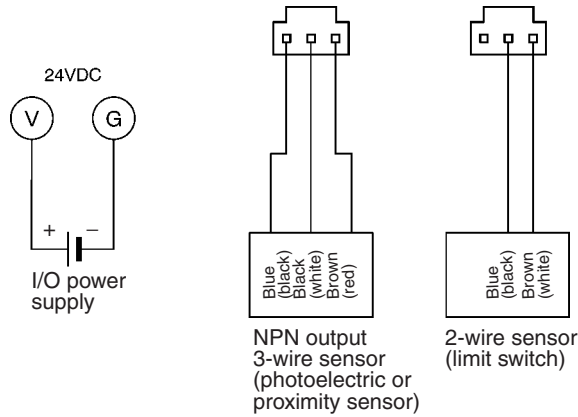 24VDC
V
G
+
−
I/O power
supply
Blue
(black)
Black
(white)
Brown
(red)
NPN output
3-wire sensor
(photoelectric or
proximity sensor)
Blue
(black)
Brown
(white)
2-wire sensor
(limit switch)